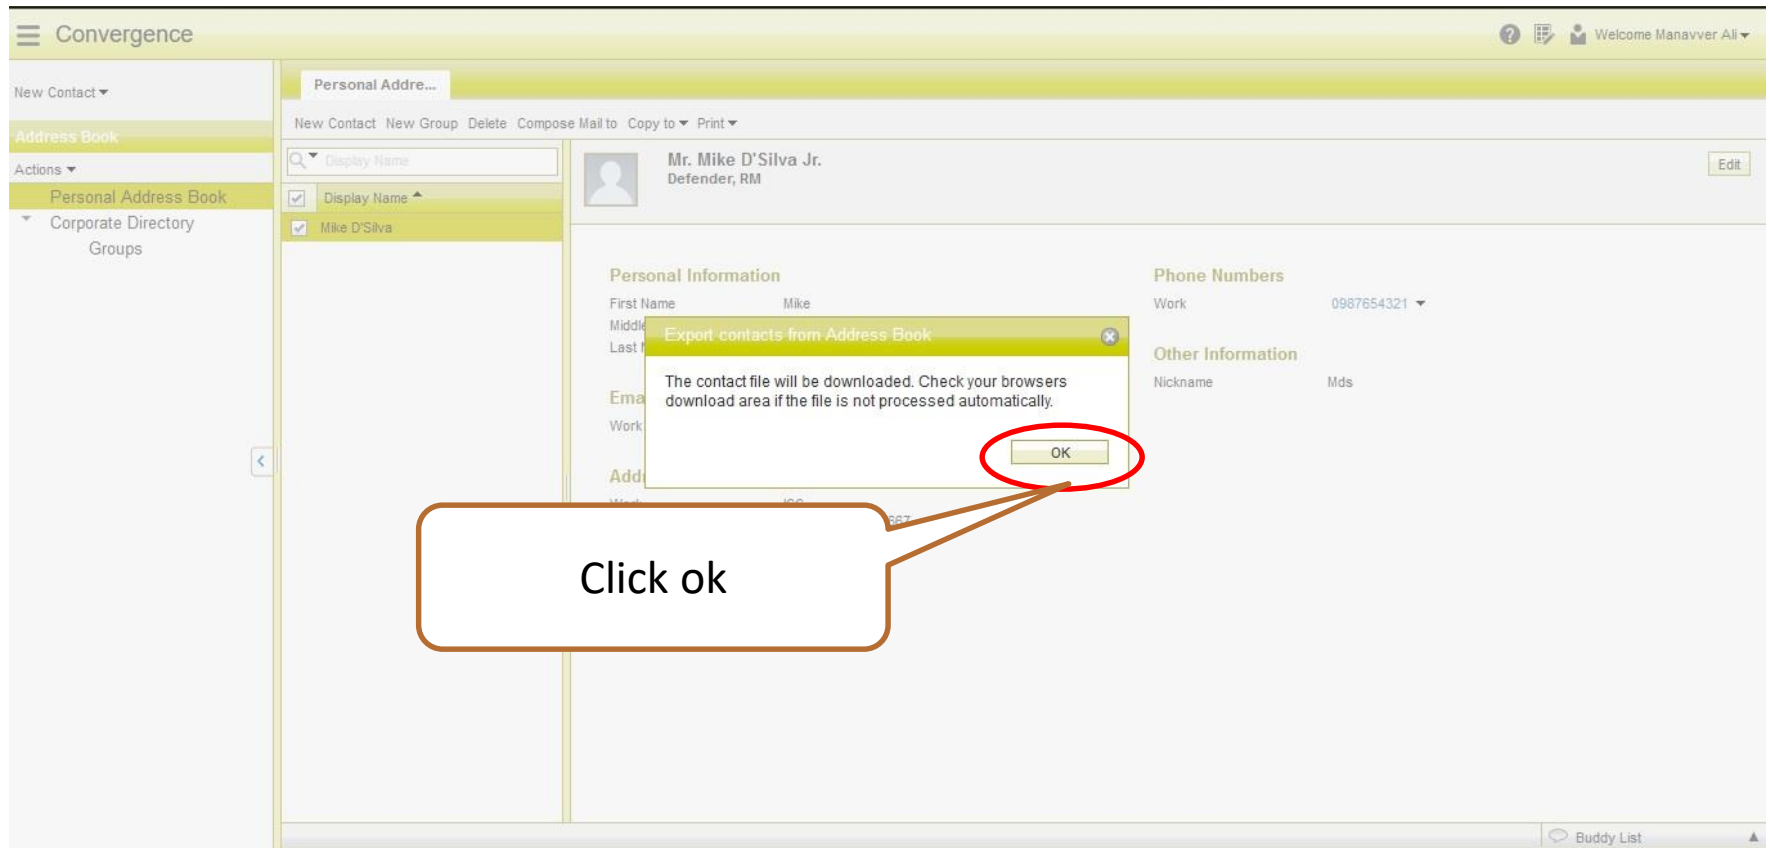 Convergence
Welcome Manavver Ali
New Contact
Personal Addre...
New Contact New Group Delete Compose Mail to Copy to Print
Address Book
Actions
Personal Address Book
Corporate Directory
Groups
Display Name
Display Name
Mike D'Silva
Mr. Mike D'Silva Jr.
Defender, RM
Edit
Personal Information
First Name Mike
Middle
Last
Phone Numbers
Work 0987654321
Other Information
Nickname Mds
Export contacts from Address Book
The contact file will be downloaded. Check your browsers
download area if the file is not processed automatically.
OK
Work
Click ok
Buddy List